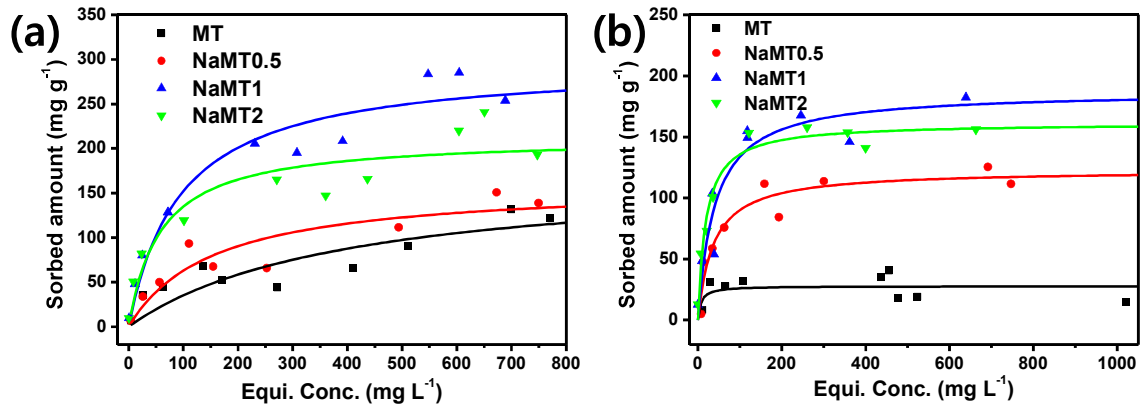 (a)
MT
NaMT0.5
NaMT1
NaMT2
350
300
250
200
150
100
50
0
0 100 200 300 400 500 600 700 800
Sorbed amount (mg g⁻¹)
Equi. Conc. (mg L⁻¹)
(b)
MT
NaMT0.5
NaMT1
NaMT2
250
200
150
100
50
0
0 200 400 600 800 1000
Sorbed amount (mg g⁻¹)
Equi. Conc. (mg L⁻¹)